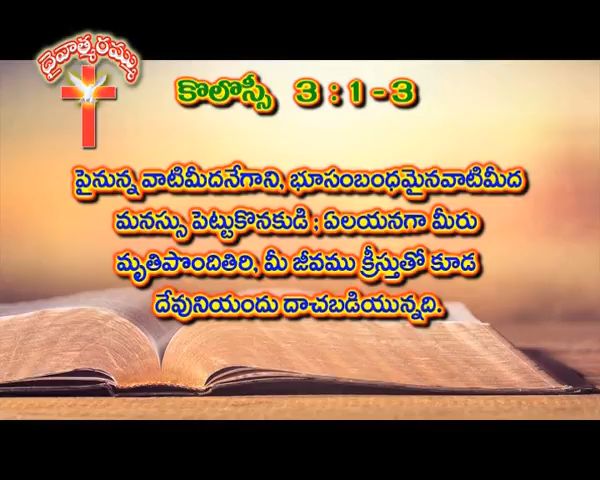 దైవాత్మరమ్ము
కొలొస్సీ 3 : 1 - 3
పైనున్న వాటిమీదనేగాని, భూసంబంధమైనవాటిమీద
మనస్సు పెట్టుకొనకుడి ; ఏలయనగా మీరు
మృతిపొందితిరి, మీ జీవము క్రీస్తుతో కూడ
దేవునియందు దాచబడియున్నది.